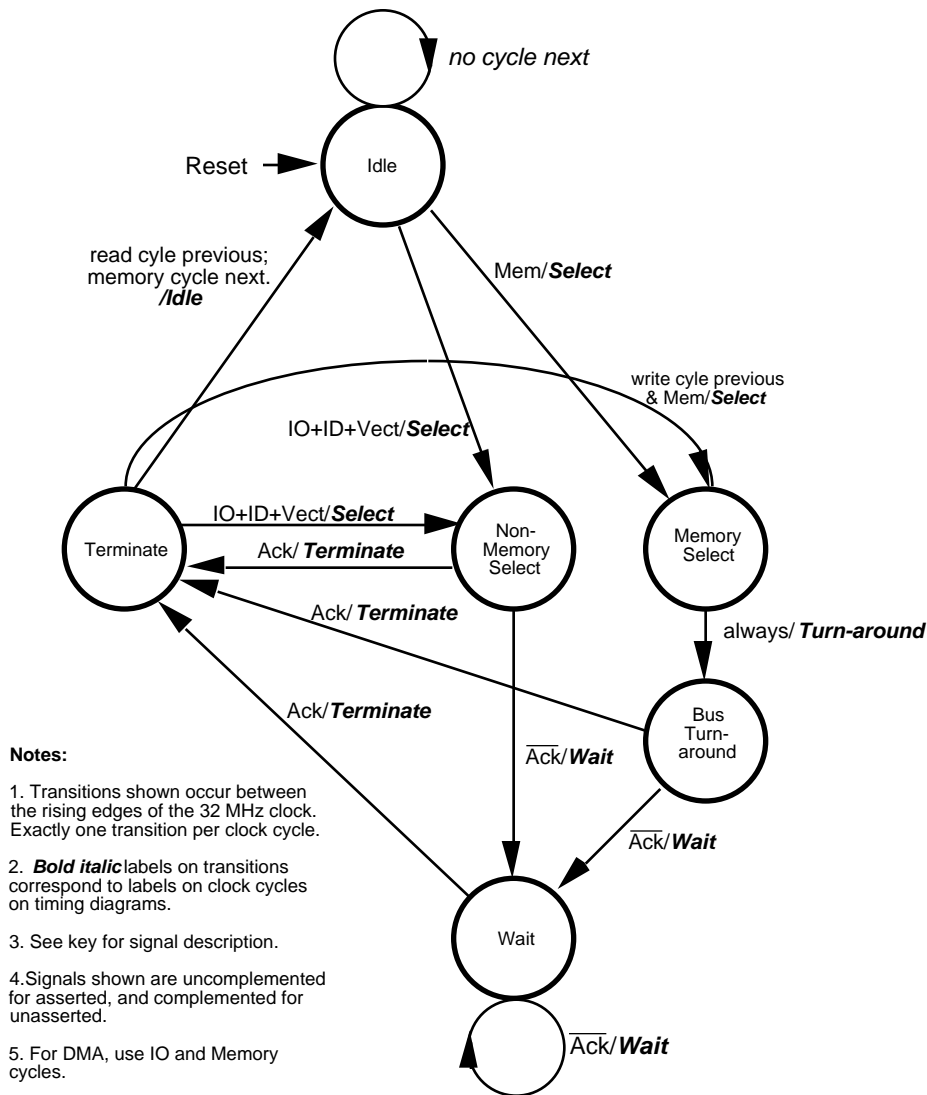 no cycle next
Reset
Idle
read cyle previous;
memory cycle next.
/Idle
Mem/Select
write cyle previous
& Mem/Select
IO+ID+Vect/Select
Terminate
IO+ID+Vect/Select
Ack/ Terminate
Non-
Memory
Select
Memory
Select
Ack/ Terminate
always/ Turn-around
Ack/Terminate
Bus
Turn-
around
A̅c̅k̅/Wait
A̅c̅k̅/Wait
Notes:
1. Transitions shown occur between
the rising edges of the 32 MHz clock.
Exactly one transition per clock cycle.
2. Bold italic labels on transitions
correspond to labels on clock cycles
on timing diagrams.
3. See key for signal description.
4.Signals shown are uncomplemented
for asserted, and complemented for
unasserted.
5. For DMA, use IO and Memory
cycles.
Wait
A̅c̅k̅/Wait